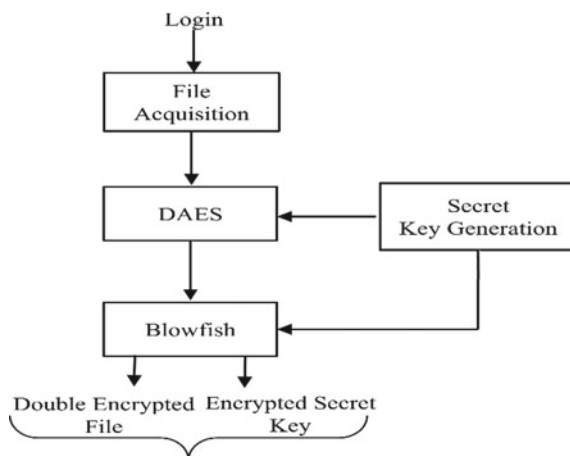 Login
File
Acquisition
DAES
Secret
Key Generation
Blowfish
Double Encrypted
File
Encrypted Secret
Key